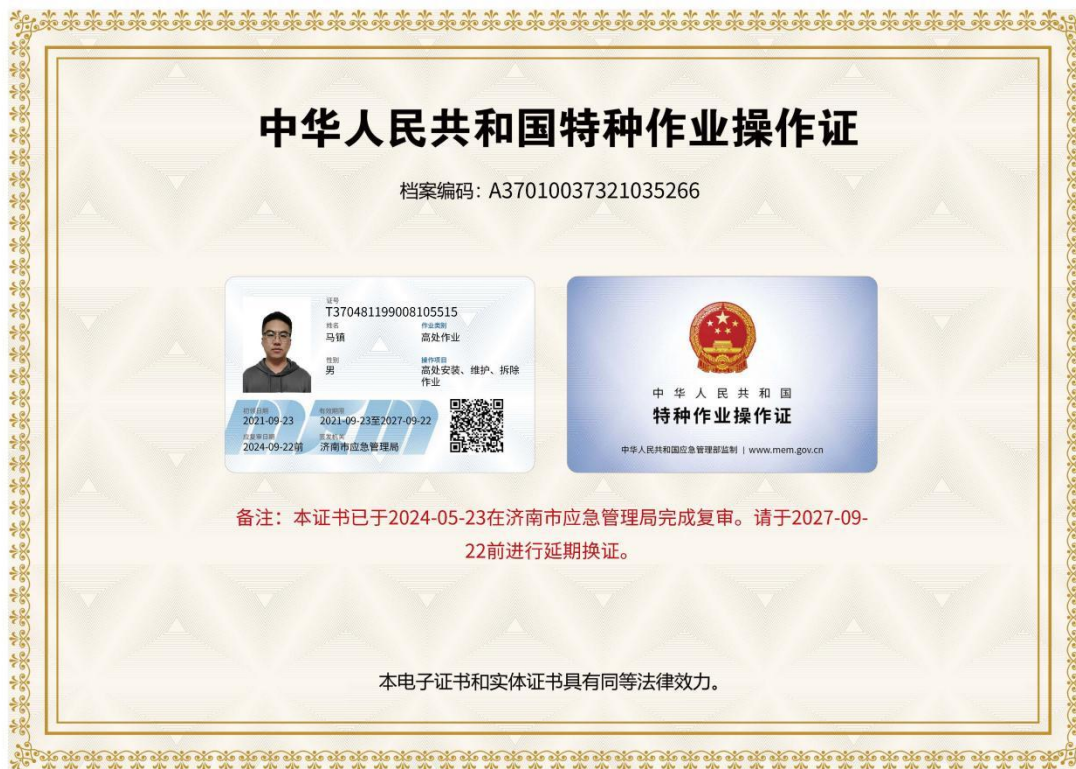 中华人民共和国特种作业操作证
档案编码: A37010037321035266
证号
T370481199008105515
姓名
马镇
作业类别
高处作业
性别
男
操作项目
高处安装、维护、拆除
作业
初领日期
2021-09-23
有效期限
2021-09-23至2027-09-22
应复审日期
2024-09-22前
签发机关
济南市应急管理局
中华人民共和国
特种作业操作证
中华人民共和国应急管理部监制 | www.mem.gov.cn
备注：本证书已于2024-05-23在济南市应急管理局完成复审。请于2027-09-
22前进行延期换证。
本电子证书和实体证书具有同等法律效力。